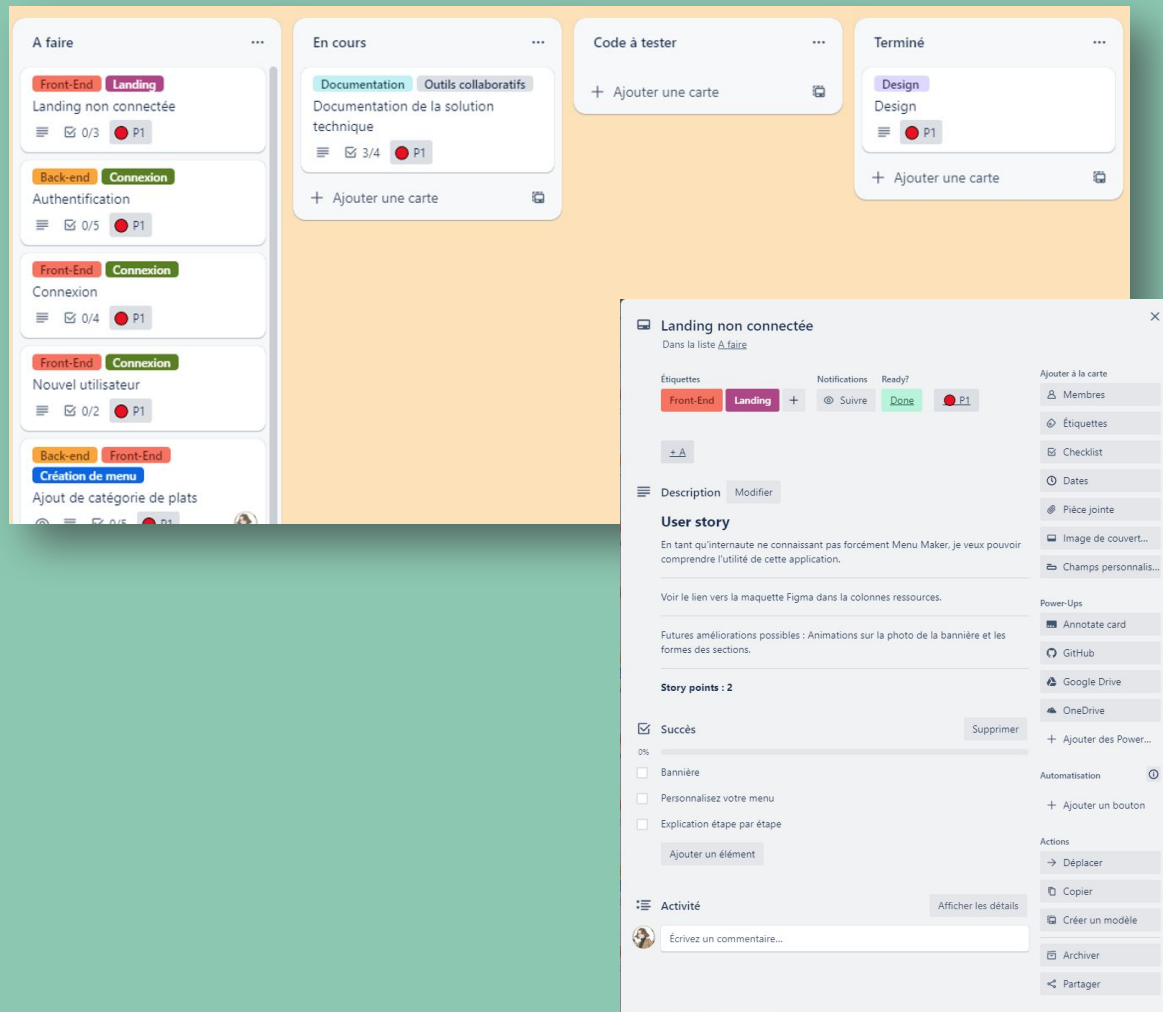 A faire
Front-End Landing
Landing non connectée
0/3 P1
Back-end Connexion
Authentification
0/5 P1
Front-End Connexion
Connexion
0/4 P1
Front-End Connexion
Nouvel utilisateur
0/2 P1
Back-end Front-End
Création de menu
Ajout de catégorie de plats
0/5 P1
En cours
Documentation Outils collaboratifs
Documentation de la solution
technique
3/4 P1
+ Ajouter une carte
Code à tester
+ Ajouter une carte
Terminé
Design
Design
P1
+ Ajouter une carte
Landing non connectée
Dans la liste A faire
Étiquettes Notifications Ready?
Front-End Landing + Suivre Done P1
+ A
Description Modifier
User story
En tant qu'internaute ne connaissant pas forcément Menu Maker, je veux pouvoir
comprendre l'utilité de cette application.
Voir le lien vers la maquette Figma dans la colonnes ressources.
Futures améliorations possibles : Animations sur la photo de la bannière et les
formes des sections.
Story points : 2
Succès Supprimer
0%
Bannière
Personnalisez votre menu
Explication étape par étape
Ajouter un élément
Activité Afficher les détails
Écrivez un commentaire...
Ajouter à la carte
Membres
Étiquettes
Checklist
Dates
Pièce jointe
Image de couvert...
Champs personnalis...
Power-Ups
Annotate card
GitHub
Google Drive
OneDrive
+ Ajouter des Power...
Automatisation
+ Ajouter un bouton
Actions
Déplacer
Copier
Créer un modèle
Archiver
Partager